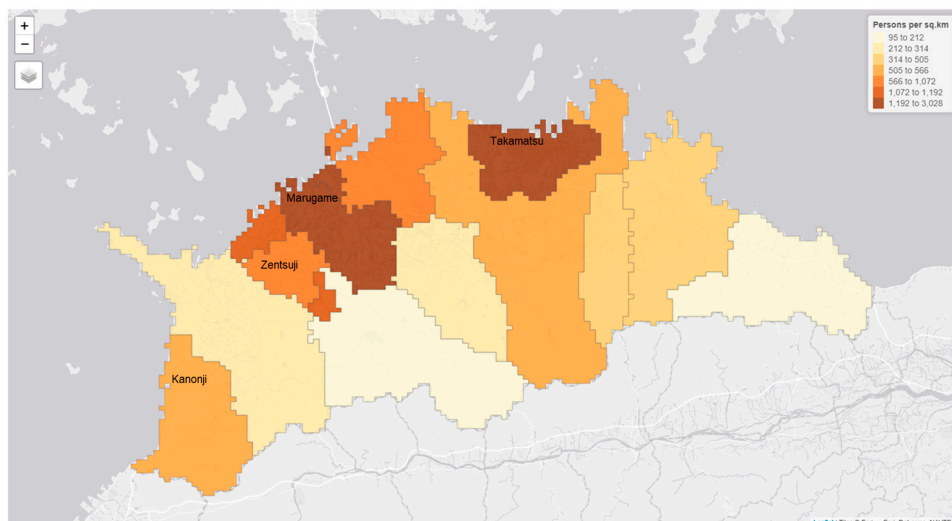 +
−
Persons per sq.km
95 to 212
212 to 314
314 to 505
505 to 566
566 to 1,072
1,072 to 1,192
1,192 to 3,028
Takamatsu
Marugame
Zentsuji
Kanonji